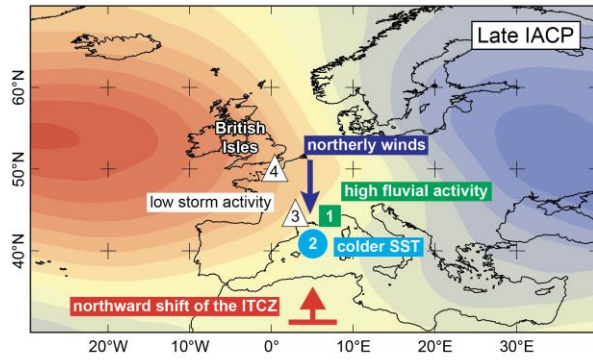 Late IACP
60°N
British
Isles
northerly winds
4
50°N
high fluvial activity
low storm activity
3
1
2
colder SST
40°N
northward shift of the ITCZ
20°W
10°W
0°
10°E
20°E
30°E